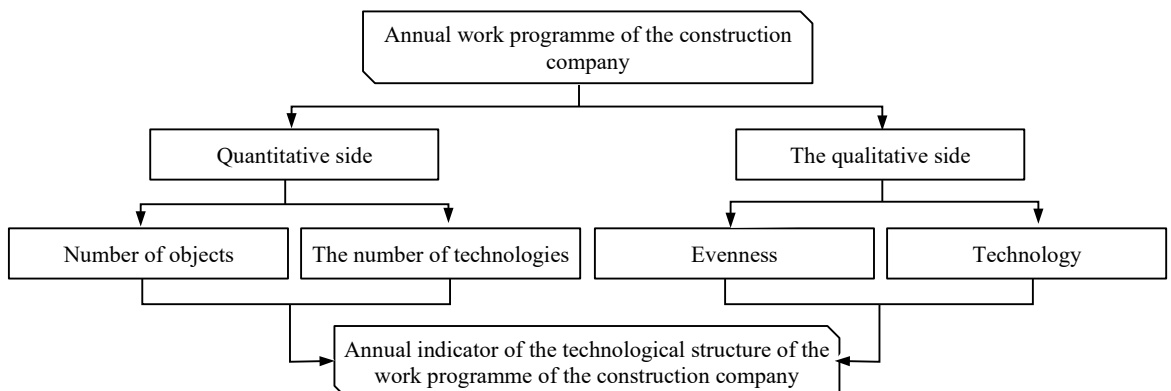 Annual work programme of the construction
company
Quantitative side
The qualitative side
Number of objects
The number of technologies
Evenness
Technology
Annual indicator of the technological structure of the
work programme of the construction company